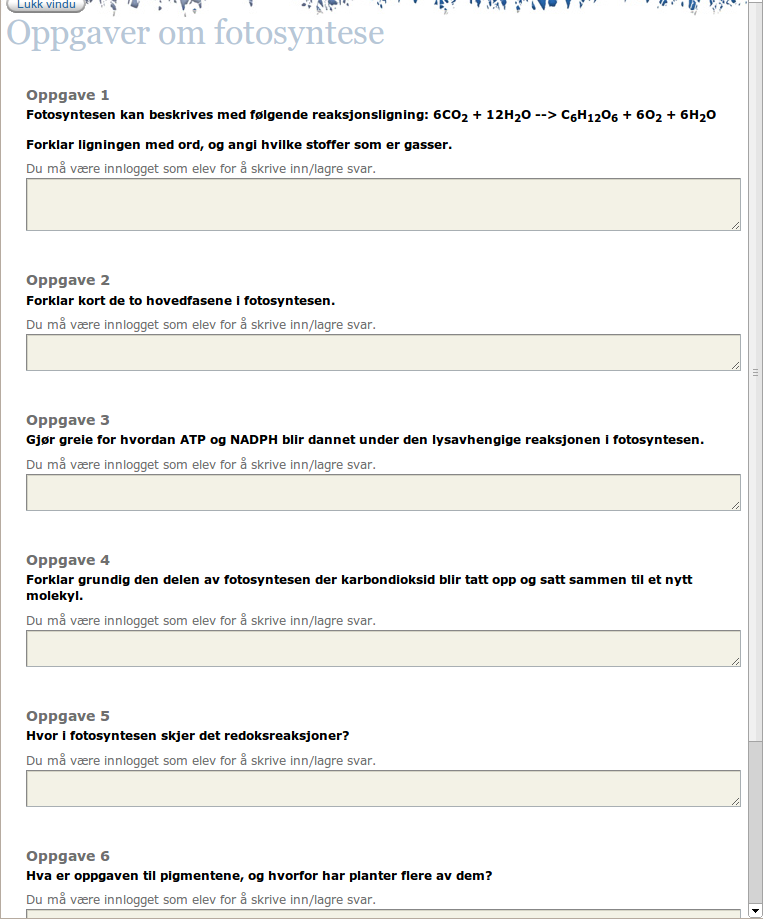 Lukk vindu
Oppgaver om fotosyntese
Oppgave 1
Fotosyntesen kan beskrives med følgende reaksjonsligning: 6CO₂ + 12H₂O --> C₆H₁₂O₆ + 6O₂ + 6H₂O
Forklar ligningen med ord, og angi hvilke stoffer som er gasser.
Du må være innlogget som elev for å skrive inn/lagre svar.
Oppgave 2
Forklar kort de to hovedfasene i fotosyntesen.
Du må være innlogget som elev for å skrive inn/lagre svar.
Oppgave 3
Gjør greie for hvordan ATP og NADPH blir dannet under den lysavhengige reaksjonen i fotosyntesen.
Du må være innlogget som elev for å skrive inn/lagre svar.
Oppgave 4
Forklar grundig den delen av fotosyntesen der karbondioksid blir tatt opp og satt sammen til et nytt
molekyl.
Du må være innlogget som elev for å skrive inn/lagre svar.
Oppgave 5
Hvor i fotosyntesen skjer det redoksreaksjoner?
Du må være innlogget som elev for å skrive inn/lagre svar.
Oppgave 6
Hva er oppgaven til pigmentene, og hvorfor har planter flere av dem?
Du må være innlogget som elev for å skrive inn/lagre svar.